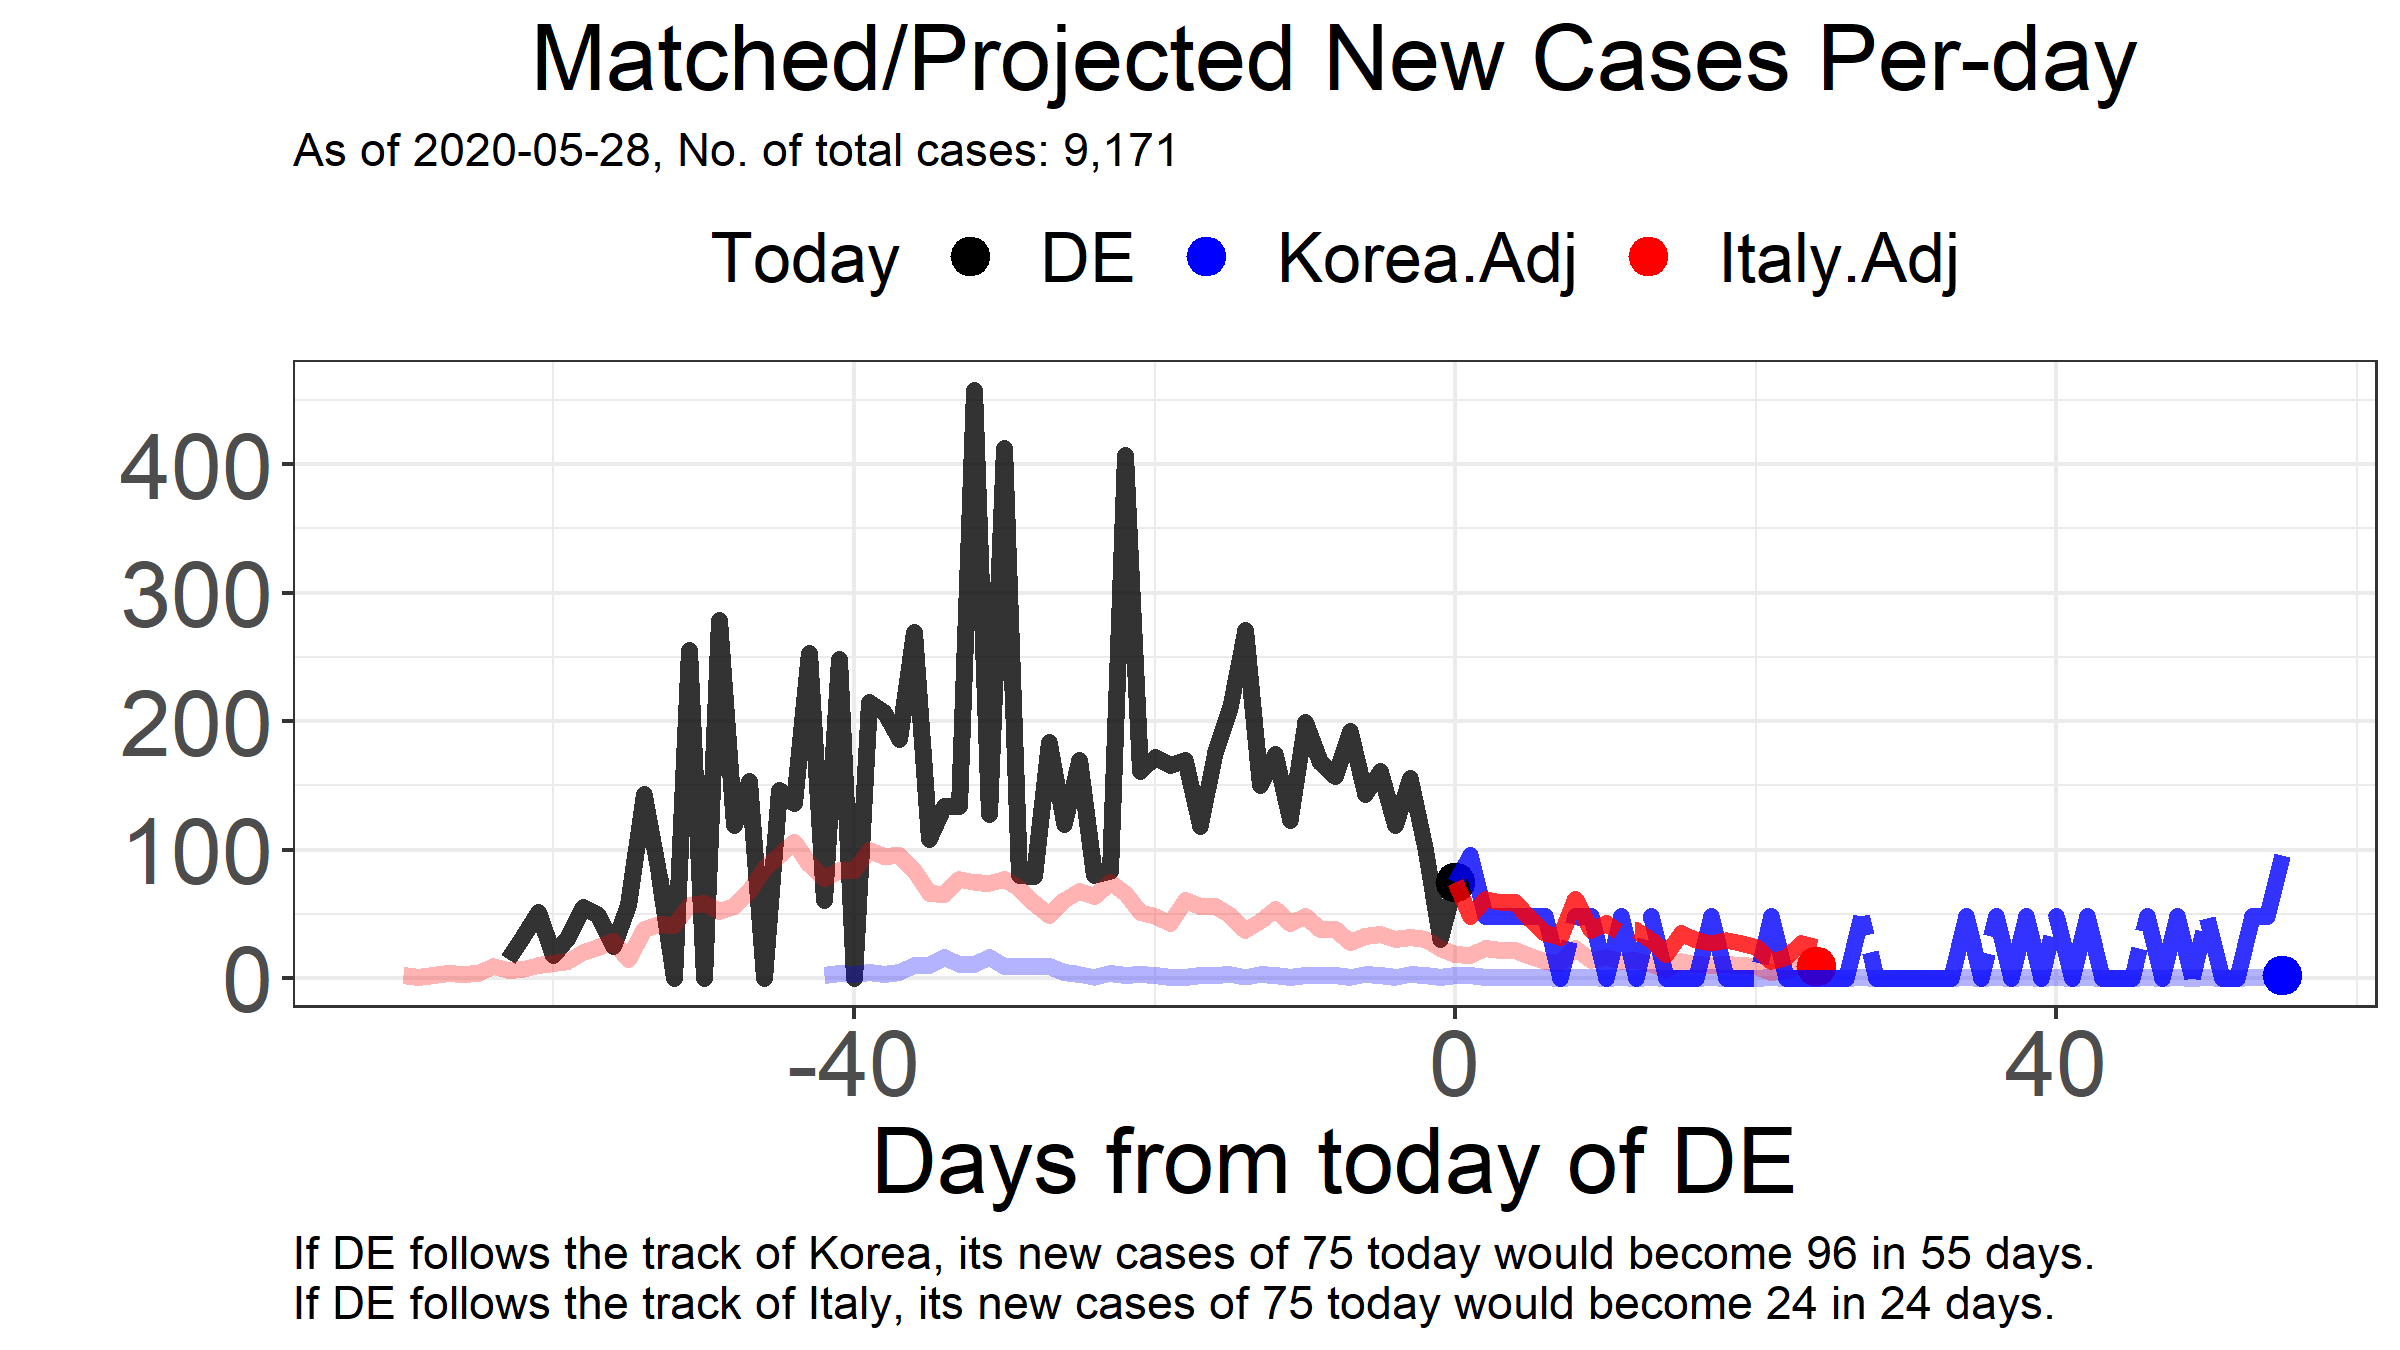 Matched/Projected New Cases Per-day
As of 2020-05-28, No. of total cases: 9,171
Today DE Korea.Adj Italy.Adj
400
300
200
100
0
-40 0 40
Days from today of DE
If DE follows the track of Korea, its new cases of 75 today would become 96 in 55 days.
If DE follows the track of Italy, its new cases of 75 today would become 24 in 24 days.